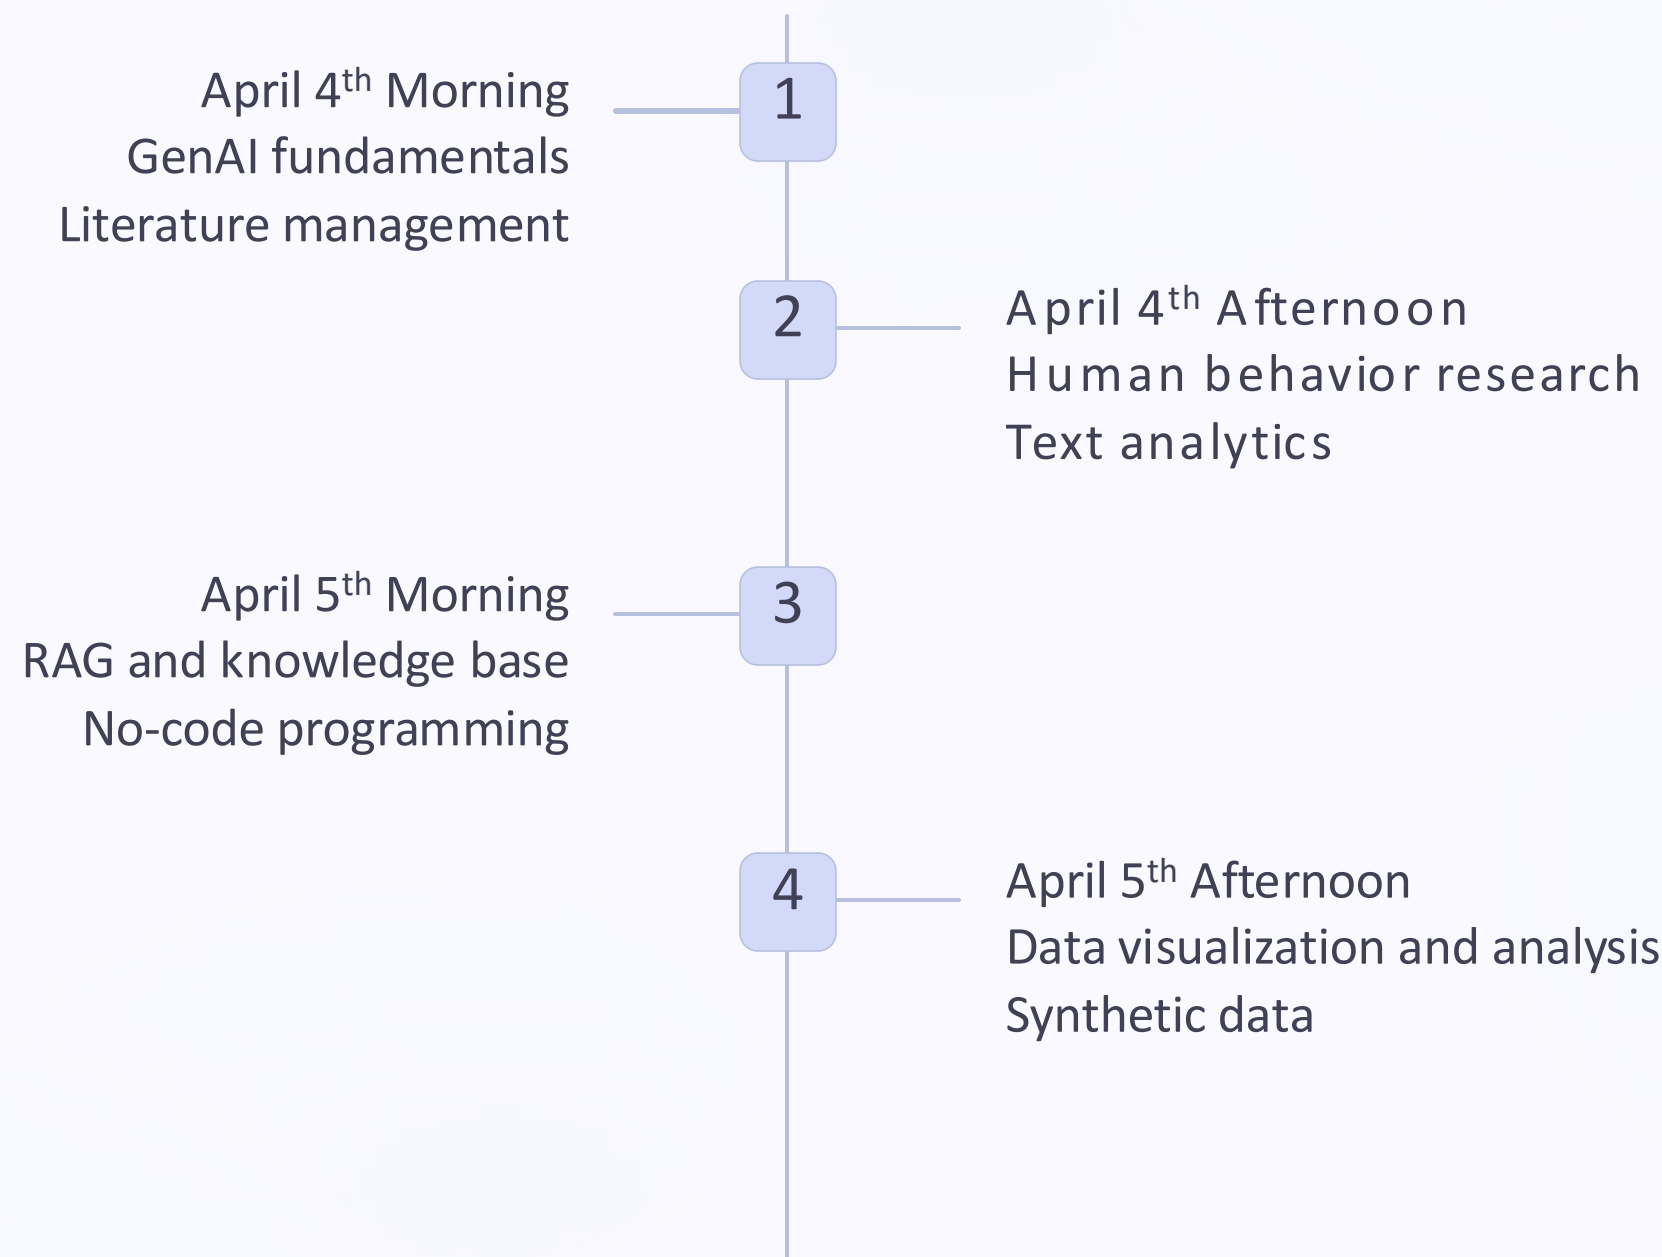 1
April 4th Morning
GenAI fundamentals
Literature management
2
April 4th Afternoon
Human behavior research
Text analytics
3
April 5th Morning
RAG and knowledge base
No-code programming
4
April 5th Afternoon
Data visualization and analysis
Synthetic data